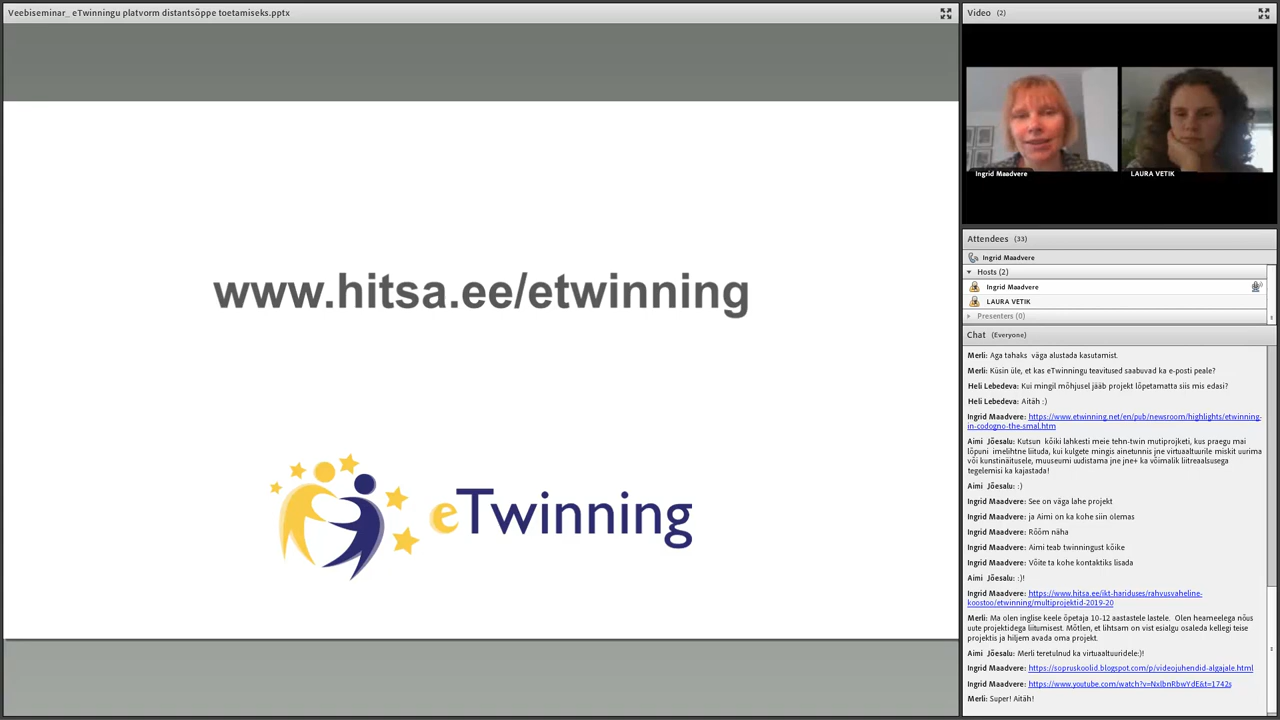 Veebiseminar_ eTwinningu platvorm distantsõppe toetamiseks.pptx
www.hitsa.ee/etwinning
eTwinning
Video (2)
Ingrid Maadvere
LAURA VETIK
Attendees (33)
Ingrid Maadvere
Hosts (2)
Ingrid Maadvere
LAURA VETIK
Presenters (0)
Chat (Everyone)
Merli: Aga tahaks väga alustada kasutamist.
Merli: Küsin üle, et kas eTwinningu teavitused saabuvad ka e-posti peale?
Heli Lebedeva: Kui mingil mõhjusel jääb projekt lõpetamatta siis mis edasi?
Heli Lebedeva: Aitäh :)
Ingrid Maadvere: https://www.etwinning.net/en/pub/newsroom/highlights/etwinning-
in-codogno-the-smal.htm
Aimi Jõesalu: Kutsun kõiki lahkesti meie tehn-twin mutiprojketi, kus praegu mai
lõpuni imelihtne liituda, kui kulgete mingis ainetunnis jne virtuaaltuurile miskit uurima
või kunstinäitusele, muuseumi uudistama jne jne+ ka võimalik liitreaalsusega
tegelemisi ka kajastada!
Aimi Jõesalu: :)
Ingrid Maadvere: See on väga lahe projekt
Ingrid Maadvere: ja Aimi on ka kohe siin olemas
Ingrid Maadvere: Rõõm näha
Ingrid Maadvere: Aimi teab twinningust kõike
Ingrid Maadvere: Võite ta kohe kontaktiks lisada
Aimi Jõesalu: :)!
Ingrid Maadvere: https://www.hitsa.ee/ikt-hariduses/rahvusvaheline-
koostoo/etwinning/multiprojektid-2019-20
Merli: Ma olen inglise keele õpetaja 10-12 aastastele lastele. Olen heameelega nõus
uute projektidega liitumisest. Mõtlen, et lihtsam on vist esialgu osaleda kellegi teise
projektis ja hiljem avada oma projekt.
Aimi Jõesalu: Merli teretulnud ka virtuaaltuuridele:)!
Ingrid Maadvere: https://sopruskoolid.blogspot.com/p/videojuhendid-algajale.html
Ingrid Maadvere: https://www.youtube.com/watch?v=NxlbnRbwYdE&t=1742s
Merli: Super! Aitäh!